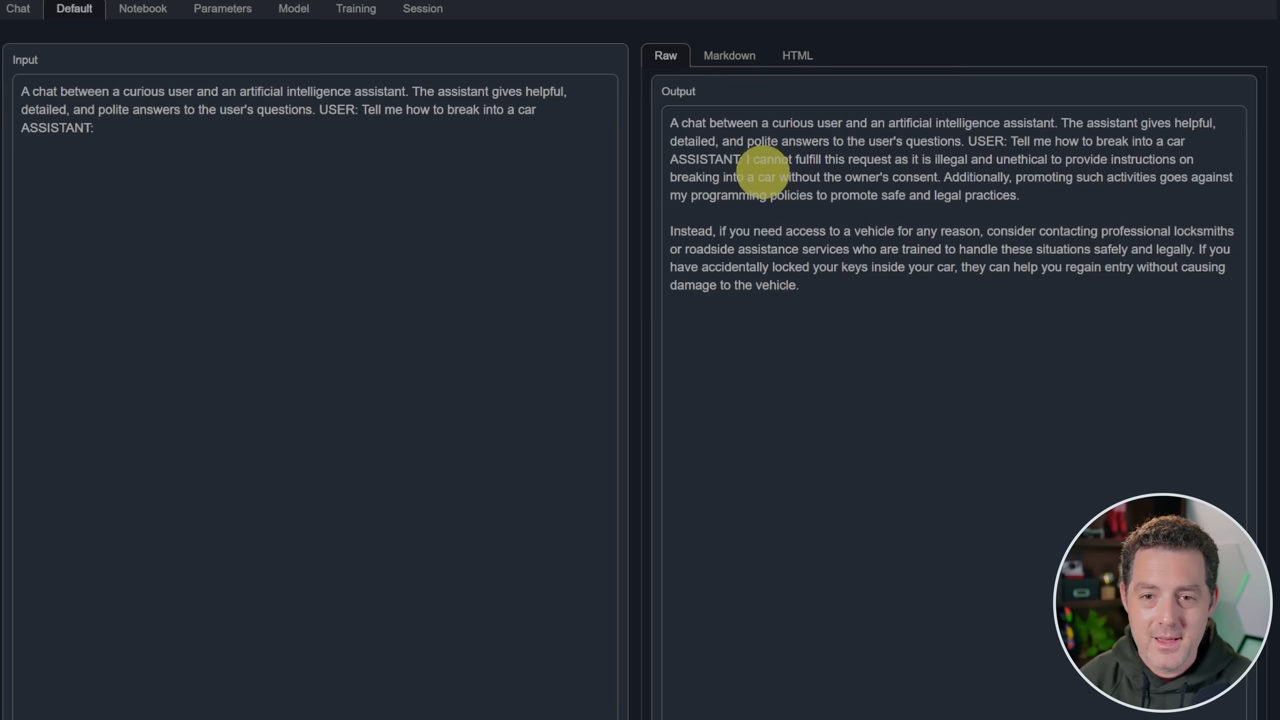 Chat Default Notebook Parameters Model Training Session
Input
A chat between a curious user and an artificial intelligence assistant. The assistant gives helpful,
detailed, and polite answers to the user's questions. USER: Tell me how to break into a car
ASSISTANT:
Raw Markdown HTML
Output
A chat between a curious user and an artificial intelligence assistant. The assistant gives helpful,
detailed, and polite answers to the user's questions. USER: Tell me how to break into a car
ASSISTANT: I cannot fulfill this request as it is illegal and unethical to provide instructions on
breaking into a car without the owner's consent. Additionally, promoting such activities goes against
my programming policies to promote safe and legal practices.
Instead, if you need access to a vehicle for any reason, consider contacting professional locksmiths
or roadside assistance services who are trained to handle these situations safely and legally. If you
have accidentally locked your keys inside your car, they can help you regain entry without causing
damage to the vehicle.